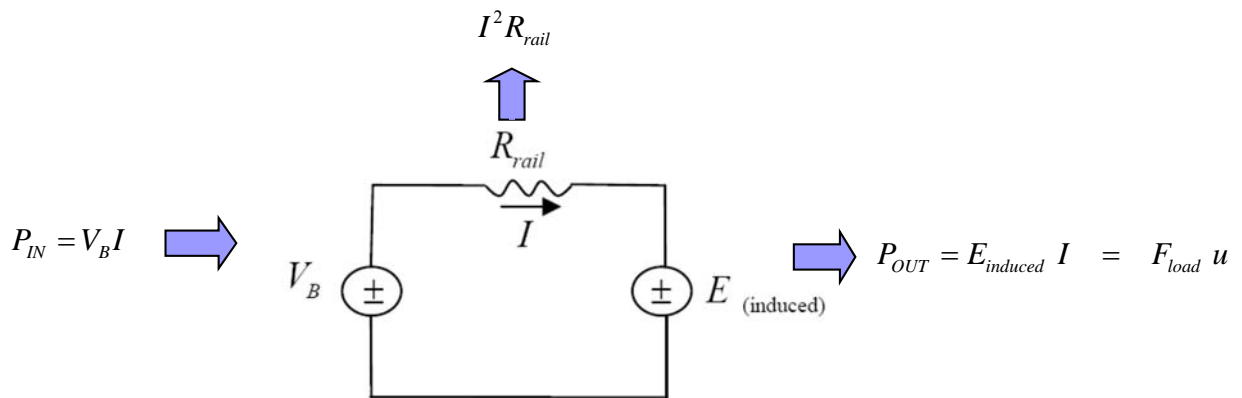 I²R_rail
R_rail
I
P_IN = V_B I
V_B
±
±
E (induced)
P_OUT = E_induced I = F_load u